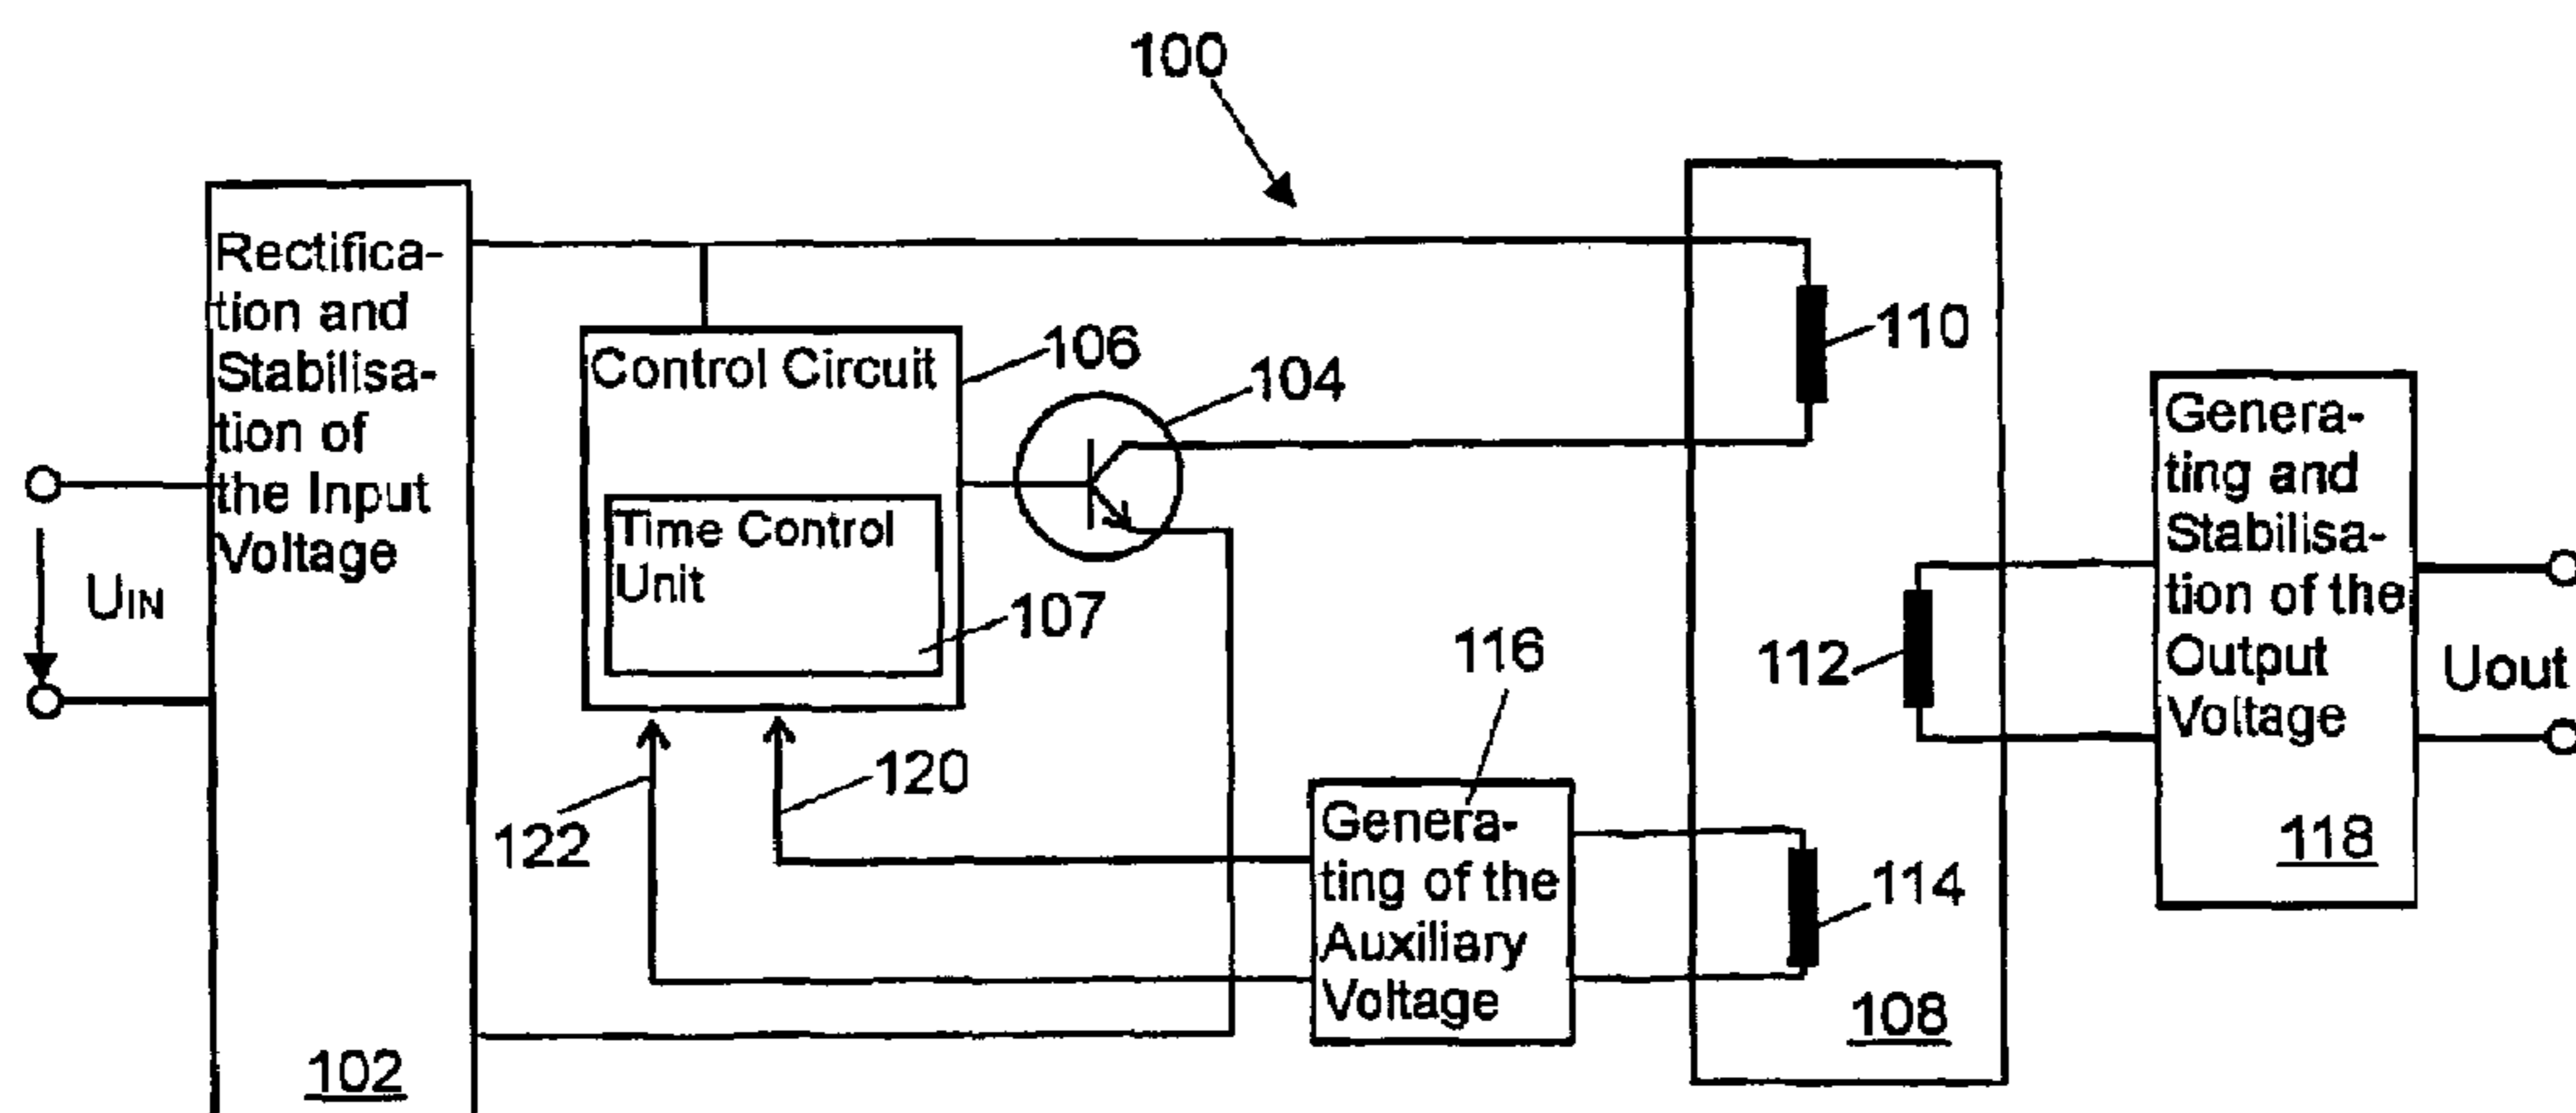 100
Rectifica-
tion and
Stabilisa-
tion of
the Input
Voltage
102
UIN
Control Circuit
106
104
Time Control
Unit
107
110
112
116
120
122
Genera-
ting of the
Auxiliary
Voltage
114
108
Genera-
ting and
Stabilisa-
tion of the
Output
Voltage
118
Uout